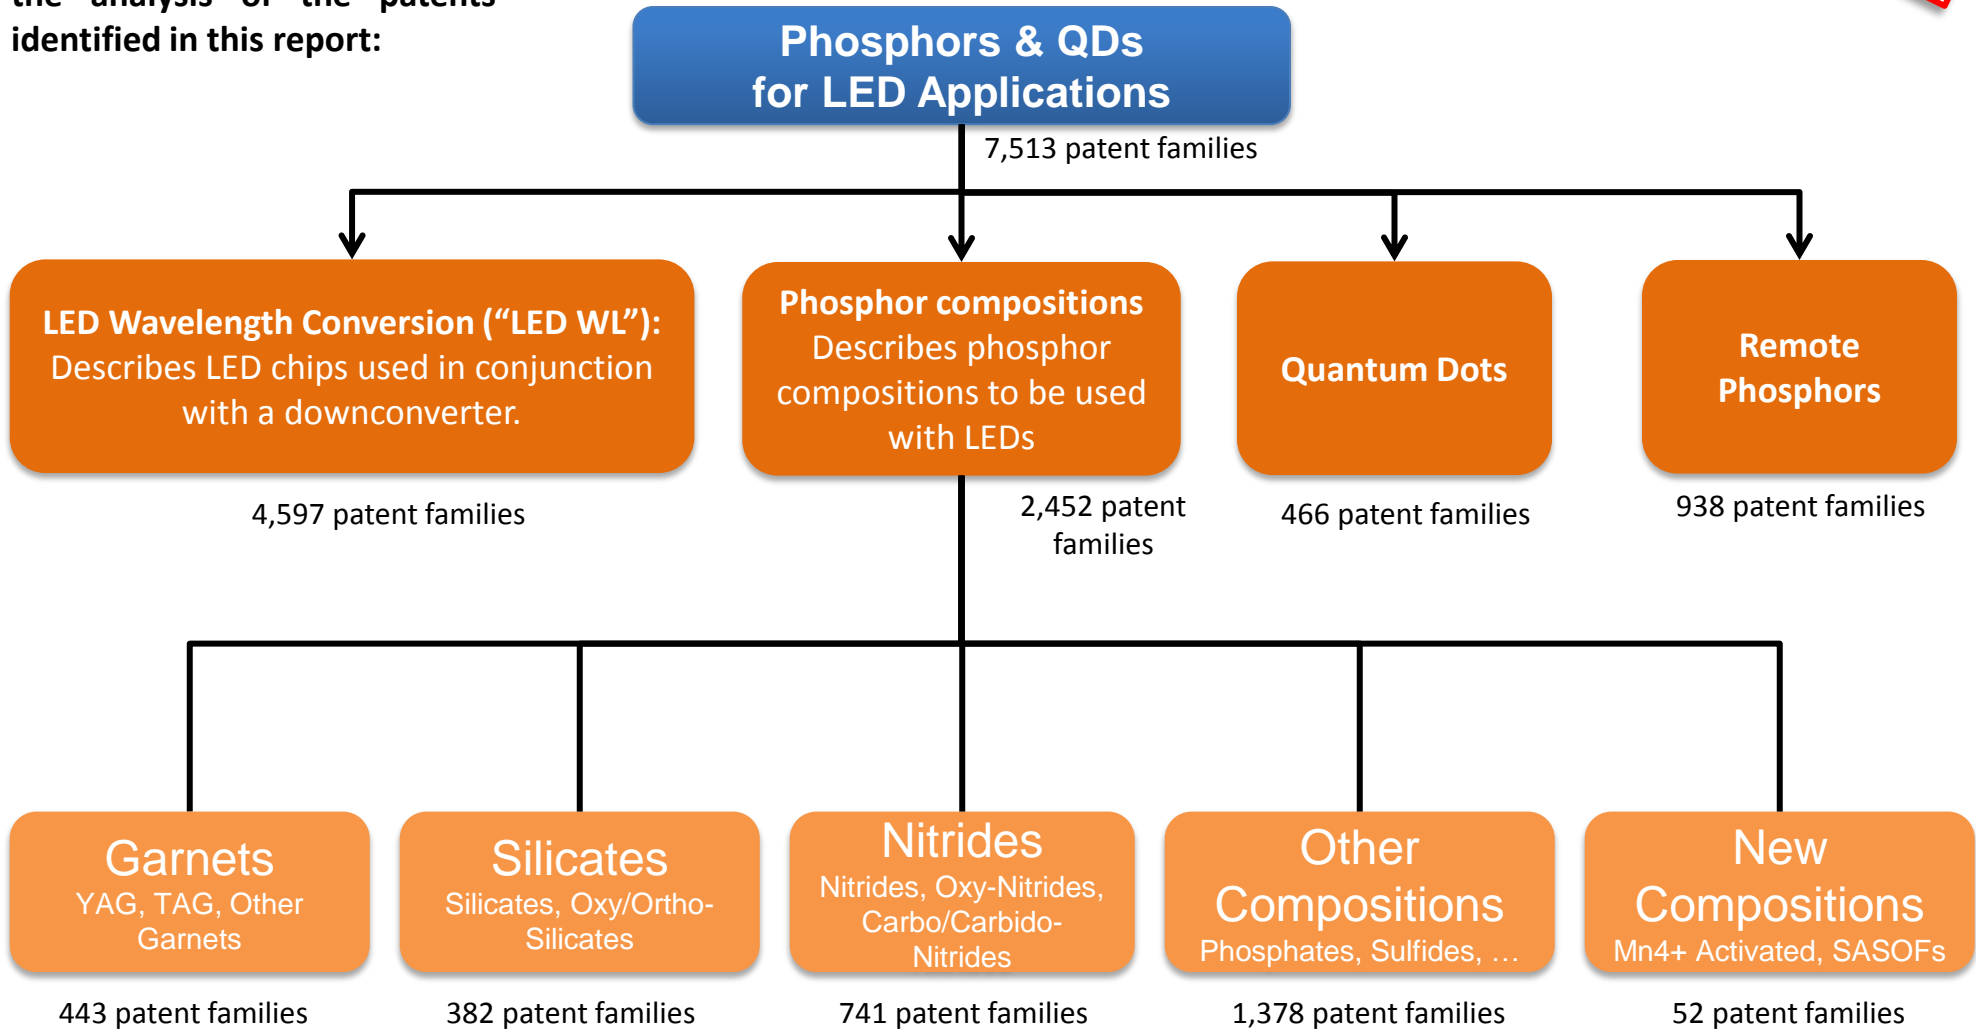 the analysis of the patents
identified in this report:
Phosphors & QDs
for LED Applications
7,513 patent families
LED Wavelength Conversion (“LED WL”):
Describes LED chips used in conjunction
with a downconverter.
Phosphor compositions
Describes phosphor
compositions to be used
with LEDs
Quantum Dots
Remote
Phosphors
4,597 patent families
2,452 patent
families
466 patent families
938 patent families
Garnets
YAG, TAG, Other
Garnets
Silicates
Silicates, Oxy/Ortho-
Silicates
Nitrides
Nitrides, Oxy-Nitrides,
Carbo/Carbido-
Nitrides
Other
Compositions
Phosphates, Sulfides, …
New
Compositions
Mn4+ Activated, SASOFs
443 patent families
382 patent families
741 patent families
1,378 patent families
52 patent families